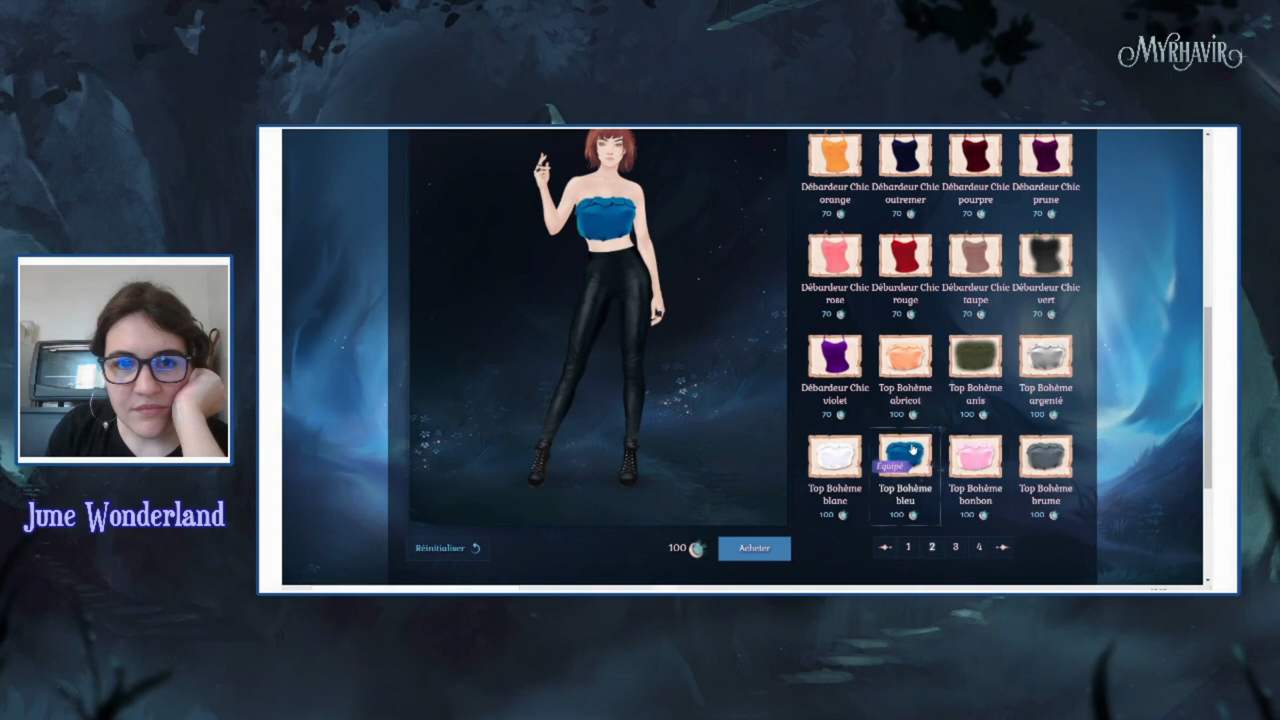 MYRHAVIR
Débardeur Chic orange
70
Débardeur Chic outremer
70
Débardeur Chic pourpre
70
Débardeur Chic prune
70
Débardeur Chic rose
70
Débardeur Chic rouge
70
Débardeur Chic taupe
70
Débardeur Chic vert
70
Débardeur Chic violet
70
Top Bohème abricot
100
Top Bohème anis
100
Top Bohème argenté
100
Top Bohème blanc
100
Équipé
Top Bohème bleu
100
Top Bohème bonbon
100
Top Bohème brume
100
Réinitialiser
100
Acheter
1 2 3 4
June Wonderland